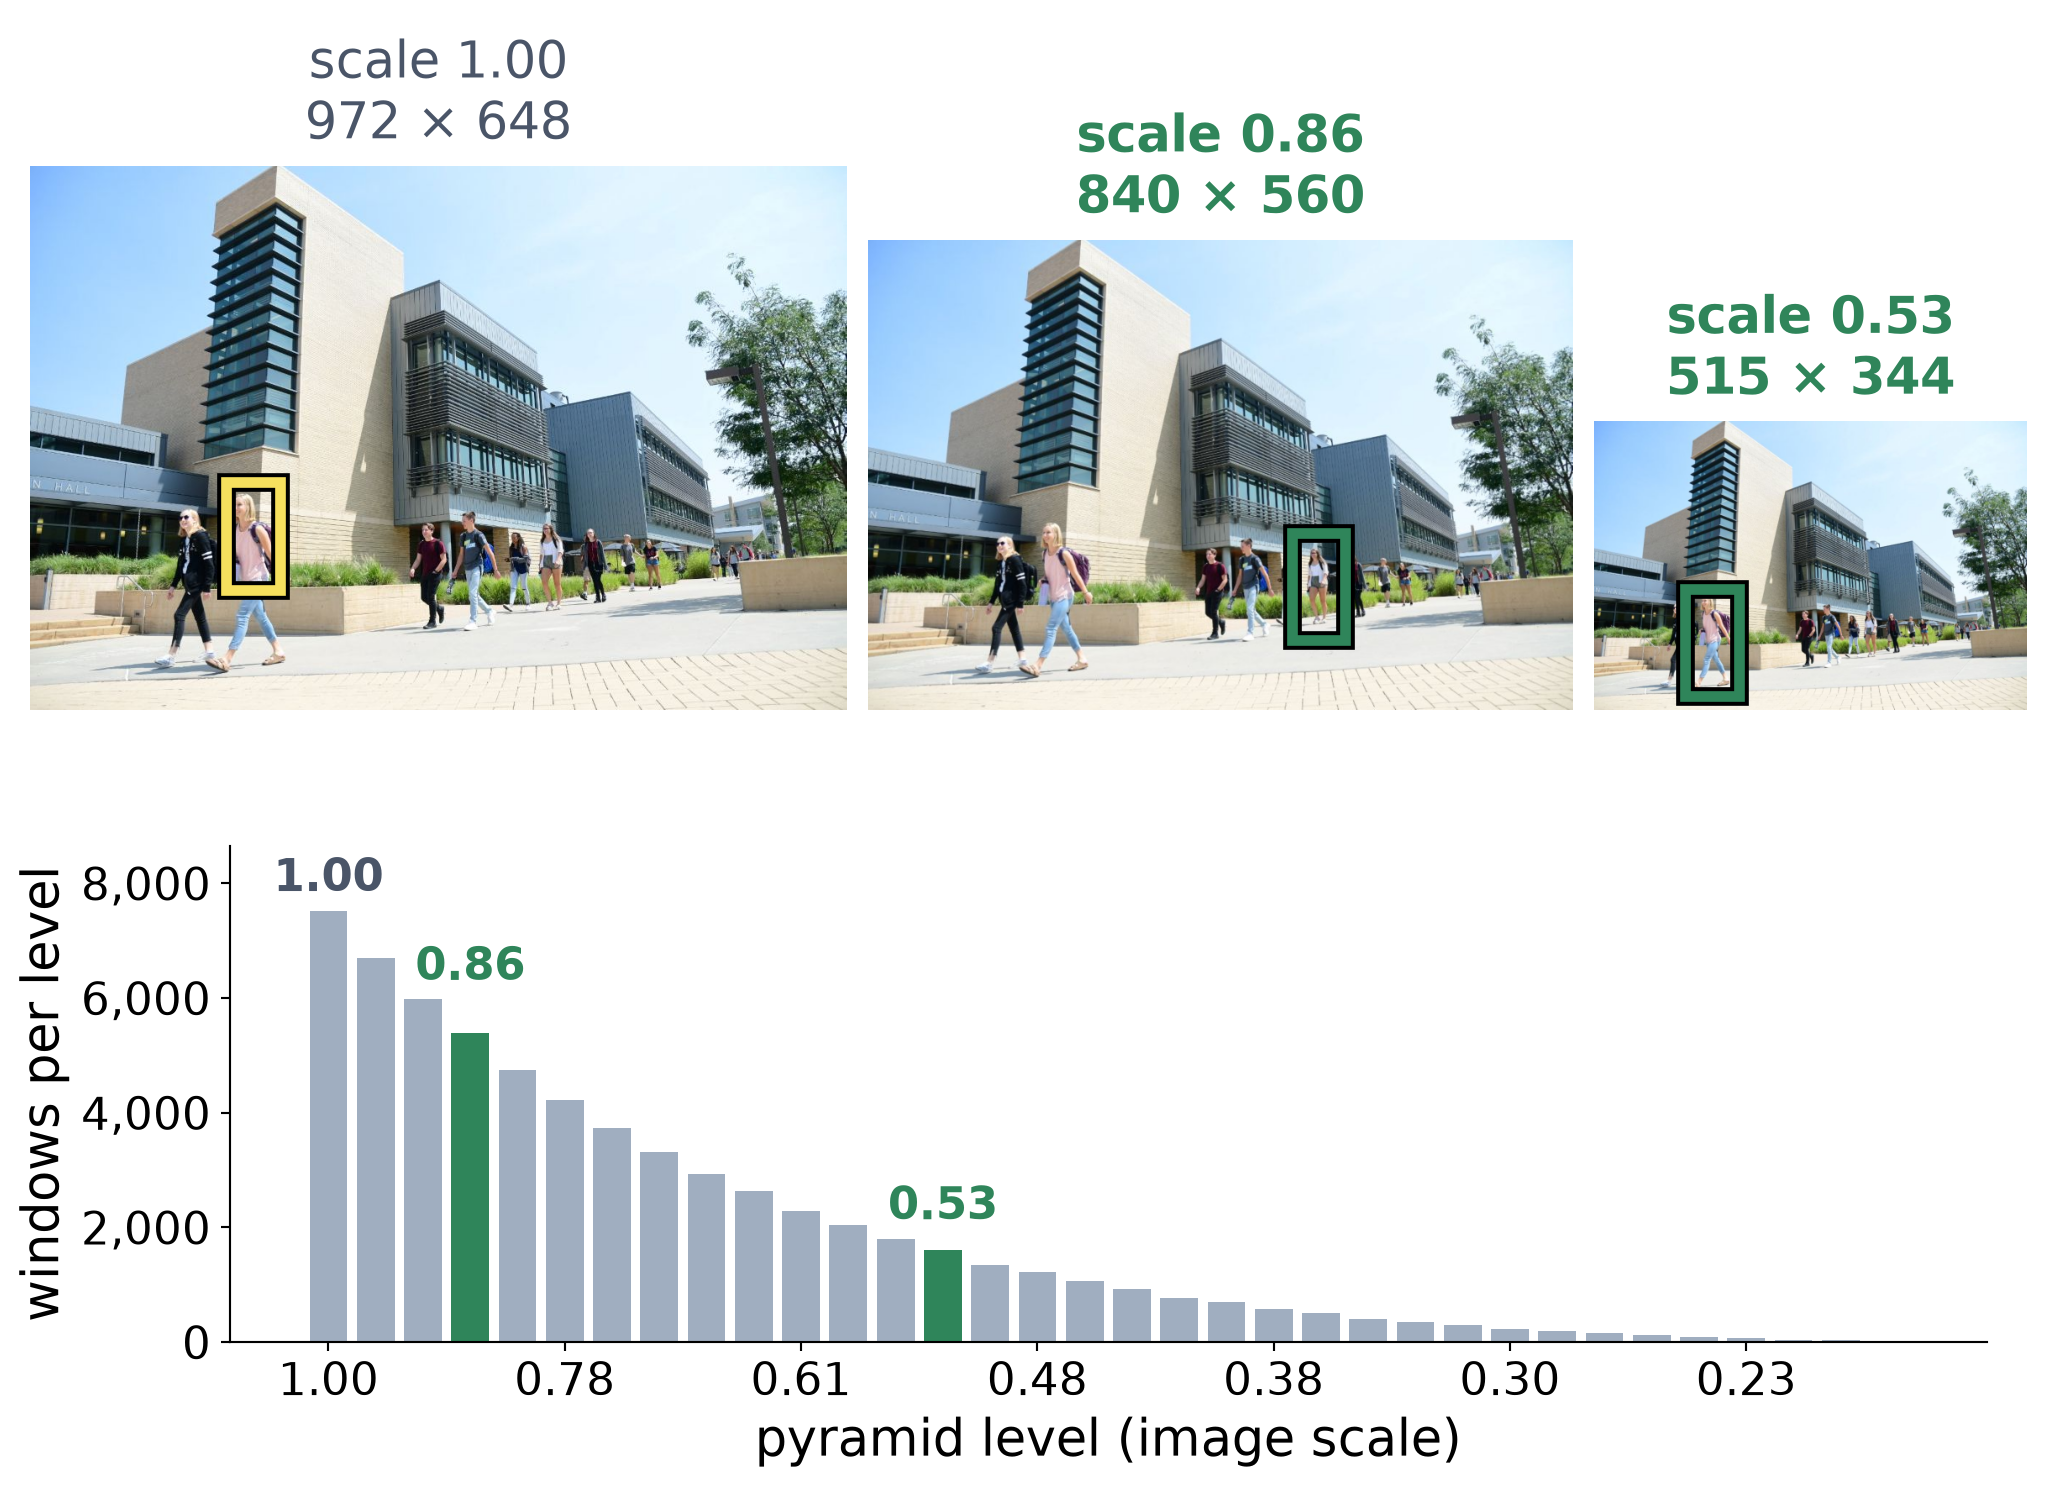 scale 1.00
972 × 648
scale 0.86
840 × 560
scale 0.53
515 × 344
N HALL
N HALL
1.00
0.86
0.53
windows per level
8,000
6,000
4,000
2,000
0
1.00
0.78
0.61
0.48
0.38
0.30
0.23
pyramid level (image scale)